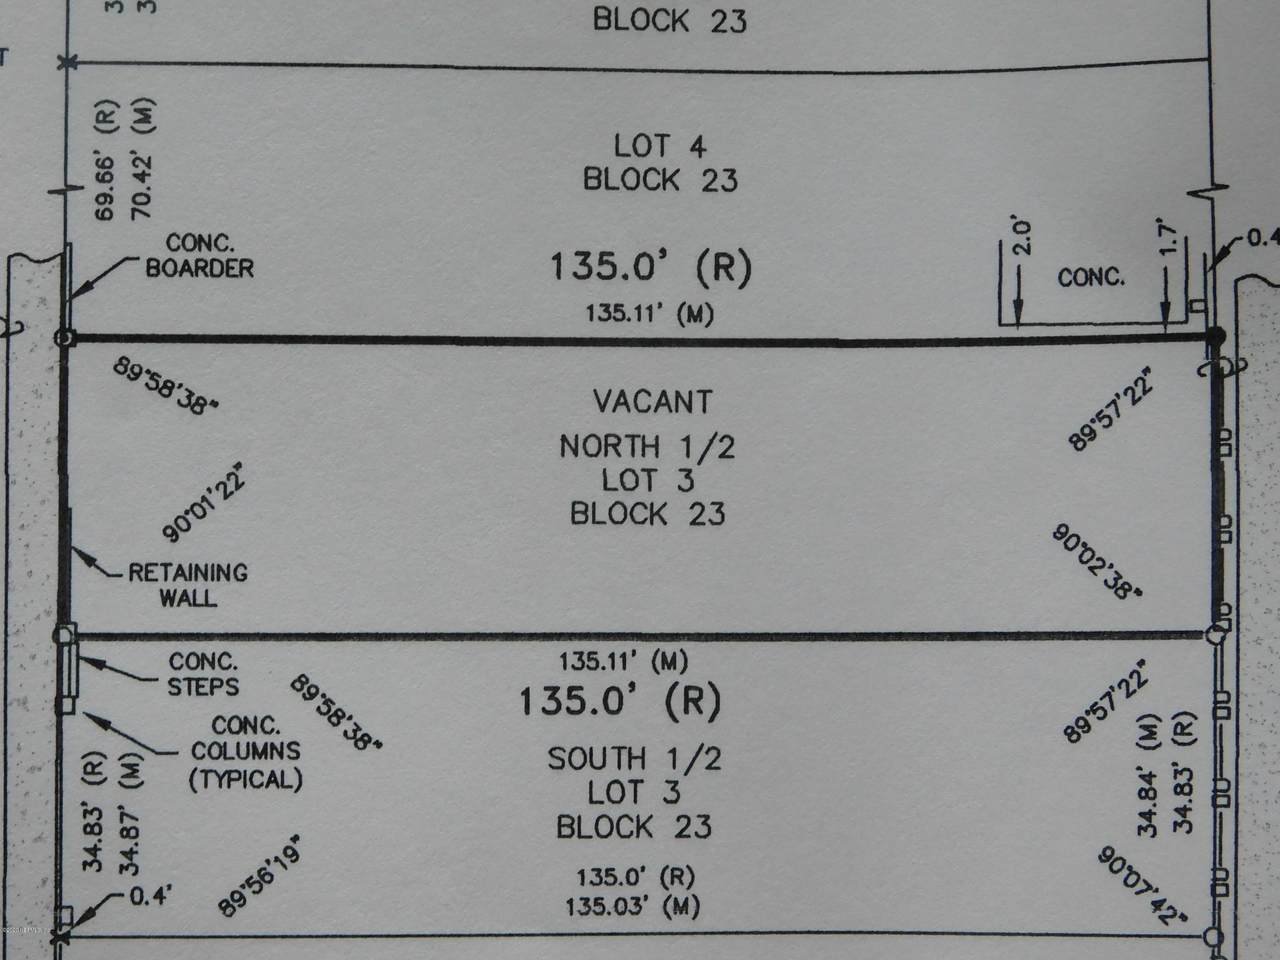 BLOCK 23
69.66' (R)
70.42' (M)
LOT 4
BLOCK 23
CONC.
BOARDER
135.0' (R)
135.11' (M)
2.0'
CONC.
1.7'
0.4
89°58'38"
89°57'22"
VACANT
NORTH 1/2
LOT 3
BLOCK 23
90°01'22"
90°02'38"
RETAINING
WALL
CONC.
STEPS
135.11' (M)
135.0' (R)
89°58'38"
89°57'22"
CONC.
COLUMNS
(TYPICAL)
SOUTH 1/2
LOT 3
BLOCK 23
34.83' (R)
34.87' (M)
34.84' (M)
34.83' (R)
89°56'19"
90°07'42"
135.0' (R)
135.03' (M)
0.4'